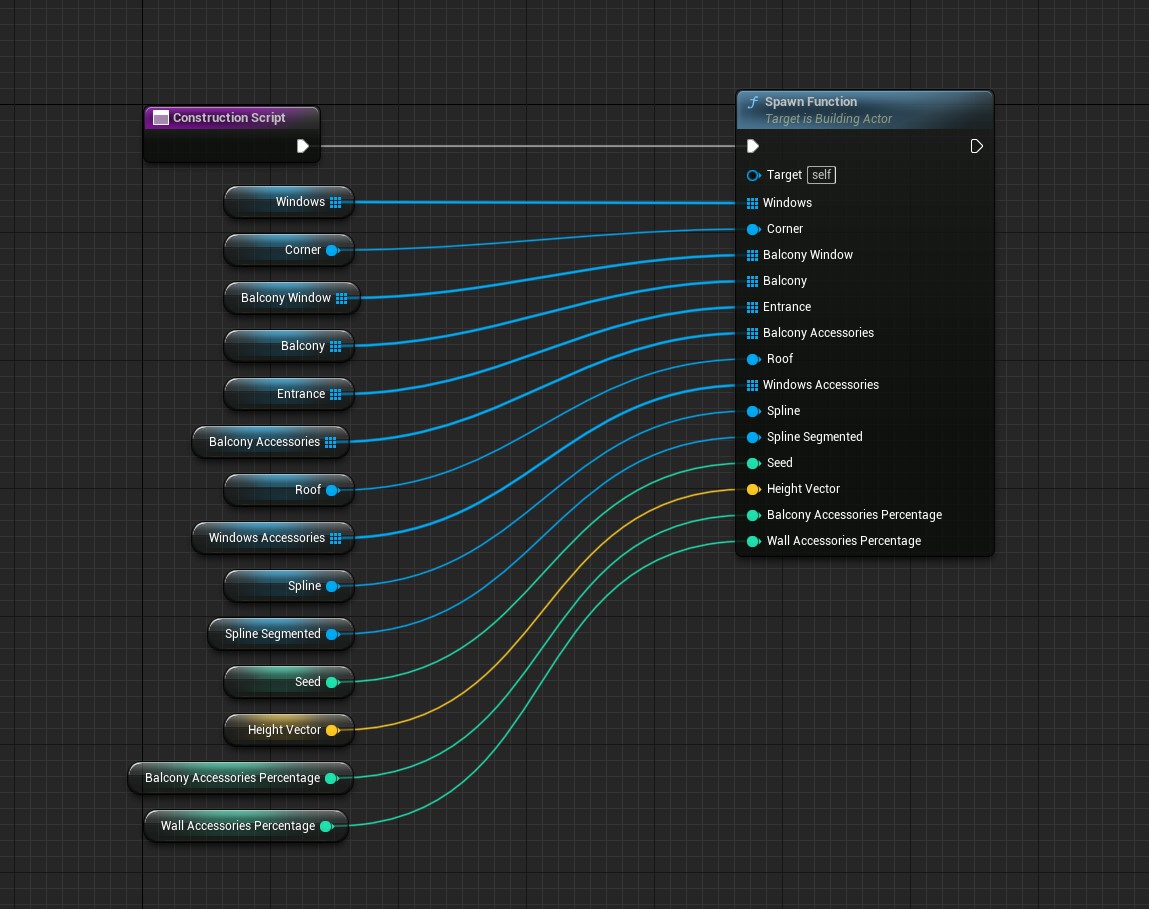 Construction Script
Windows
Corner
Balcony Window
Balcony
Entrance
Balcony Accessories
Roof
Windows Accessories
Spline
Spline Segmented
Seed
Height Vector
Balcony Accessories Percentage
Wall Accessories Percentage
f Spawn Function
Target is Building Actor
Target self
Windows
Corner
Balcony Window
Balcony
Entrance
Balcony Accessories
Roof
Windows Accessories
Spline
Spline Segmented
Seed
Height Vector
Balcony Accessories Percentage
Wall Accessories Percentage